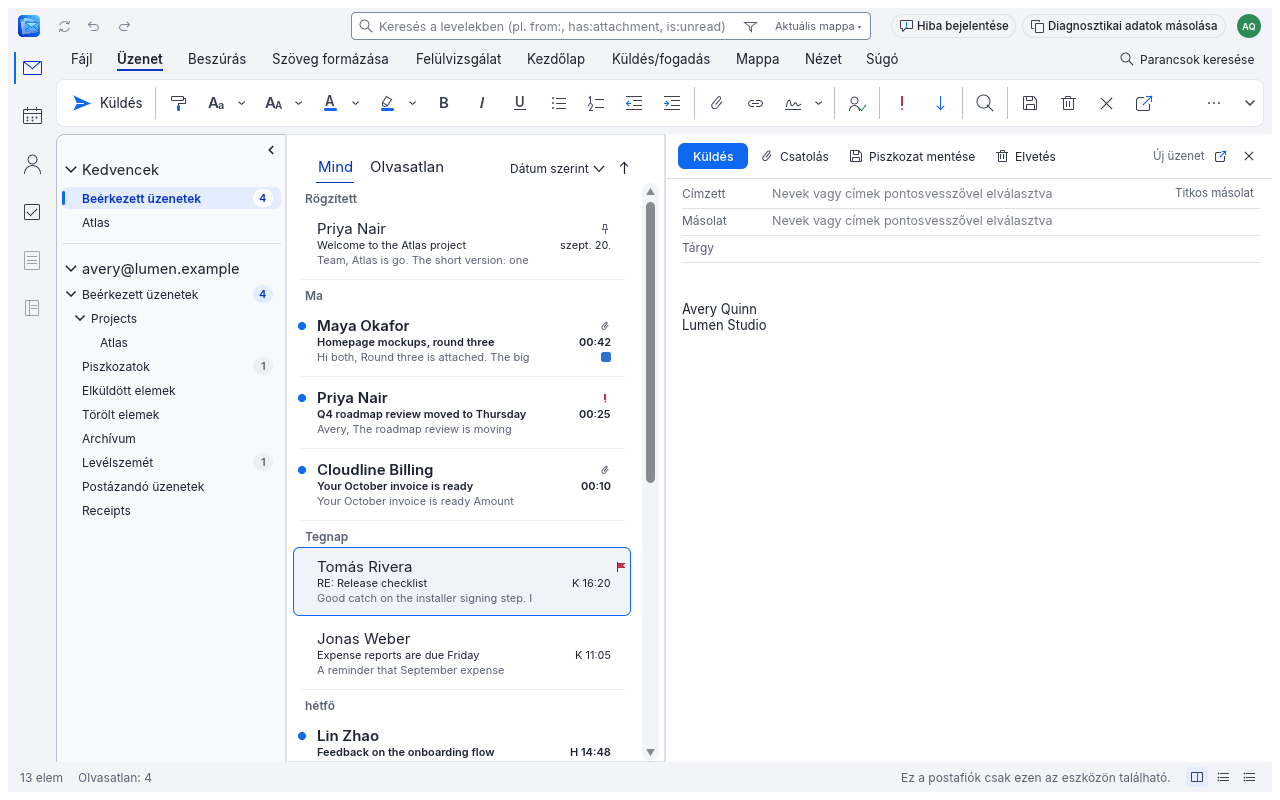 Keresés a levelekben (pl. from:, has:attachment, is:unread)
Aktuális mappa
Hiba bejelentése
Diagnosztikai adatok másolása
AQ
Fájl
Üzenet
Beszúrás
Szöveg formázása
Felülvizsgálat
Kezdőlap
Küldés/fogadás
Mappa
Nézet
Súgó
Parancsok keresése
Küldés
Kedvencek
Beérkezett üzenetek 4
Atlas
avery@lumen.example
Beérkezett üzenetek 4
Projects
Atlas
Piszkozatok 1
Elküldött elemek
Törölt elemek
Archívum
Levélszemét 1
Postázandó üzenetek
Receipts
Mind
Olvasatlan
Dátum szerint
Rögzített
Priya Nair
Welcome to the Atlas project szept. 20.
Team, Atlas is go. The short version: one
Ma
Maya Okafor
Homepage mockups, round three 00:42
Hi both, Round three is attached. The big
Priya Nair
Q4 roadmap review moved to Thursday 00:25
Avery, The roadmap review is moving
Cloudline Billing
Your October invoice is ready 00:10
Your October invoice is ready Amount
Tegnap
Tomás Rivera
RE: Release checklist K 16:20
Good catch on the installer signing step. I
Jonas Weber
Expense reports are due Friday K 11:05
A reminder that September expense
hétfő
Lin Zhao
Feedback on the onboarding flow H 14:48
Küldés
Csatolás
Piszkozat mentése
Elvetés
Új üzenet
Címzett Nevek vagy címek pontosvesszővel elválasztva Titkos másolat
Másolat Nevek vagy címek pontosvesszővel elválasztva
Tárgy
Avery Quinn
Lumen Studio
13 elem
Olvasatlan: 4
Ez a postafiók csak ezen az eszközön található.